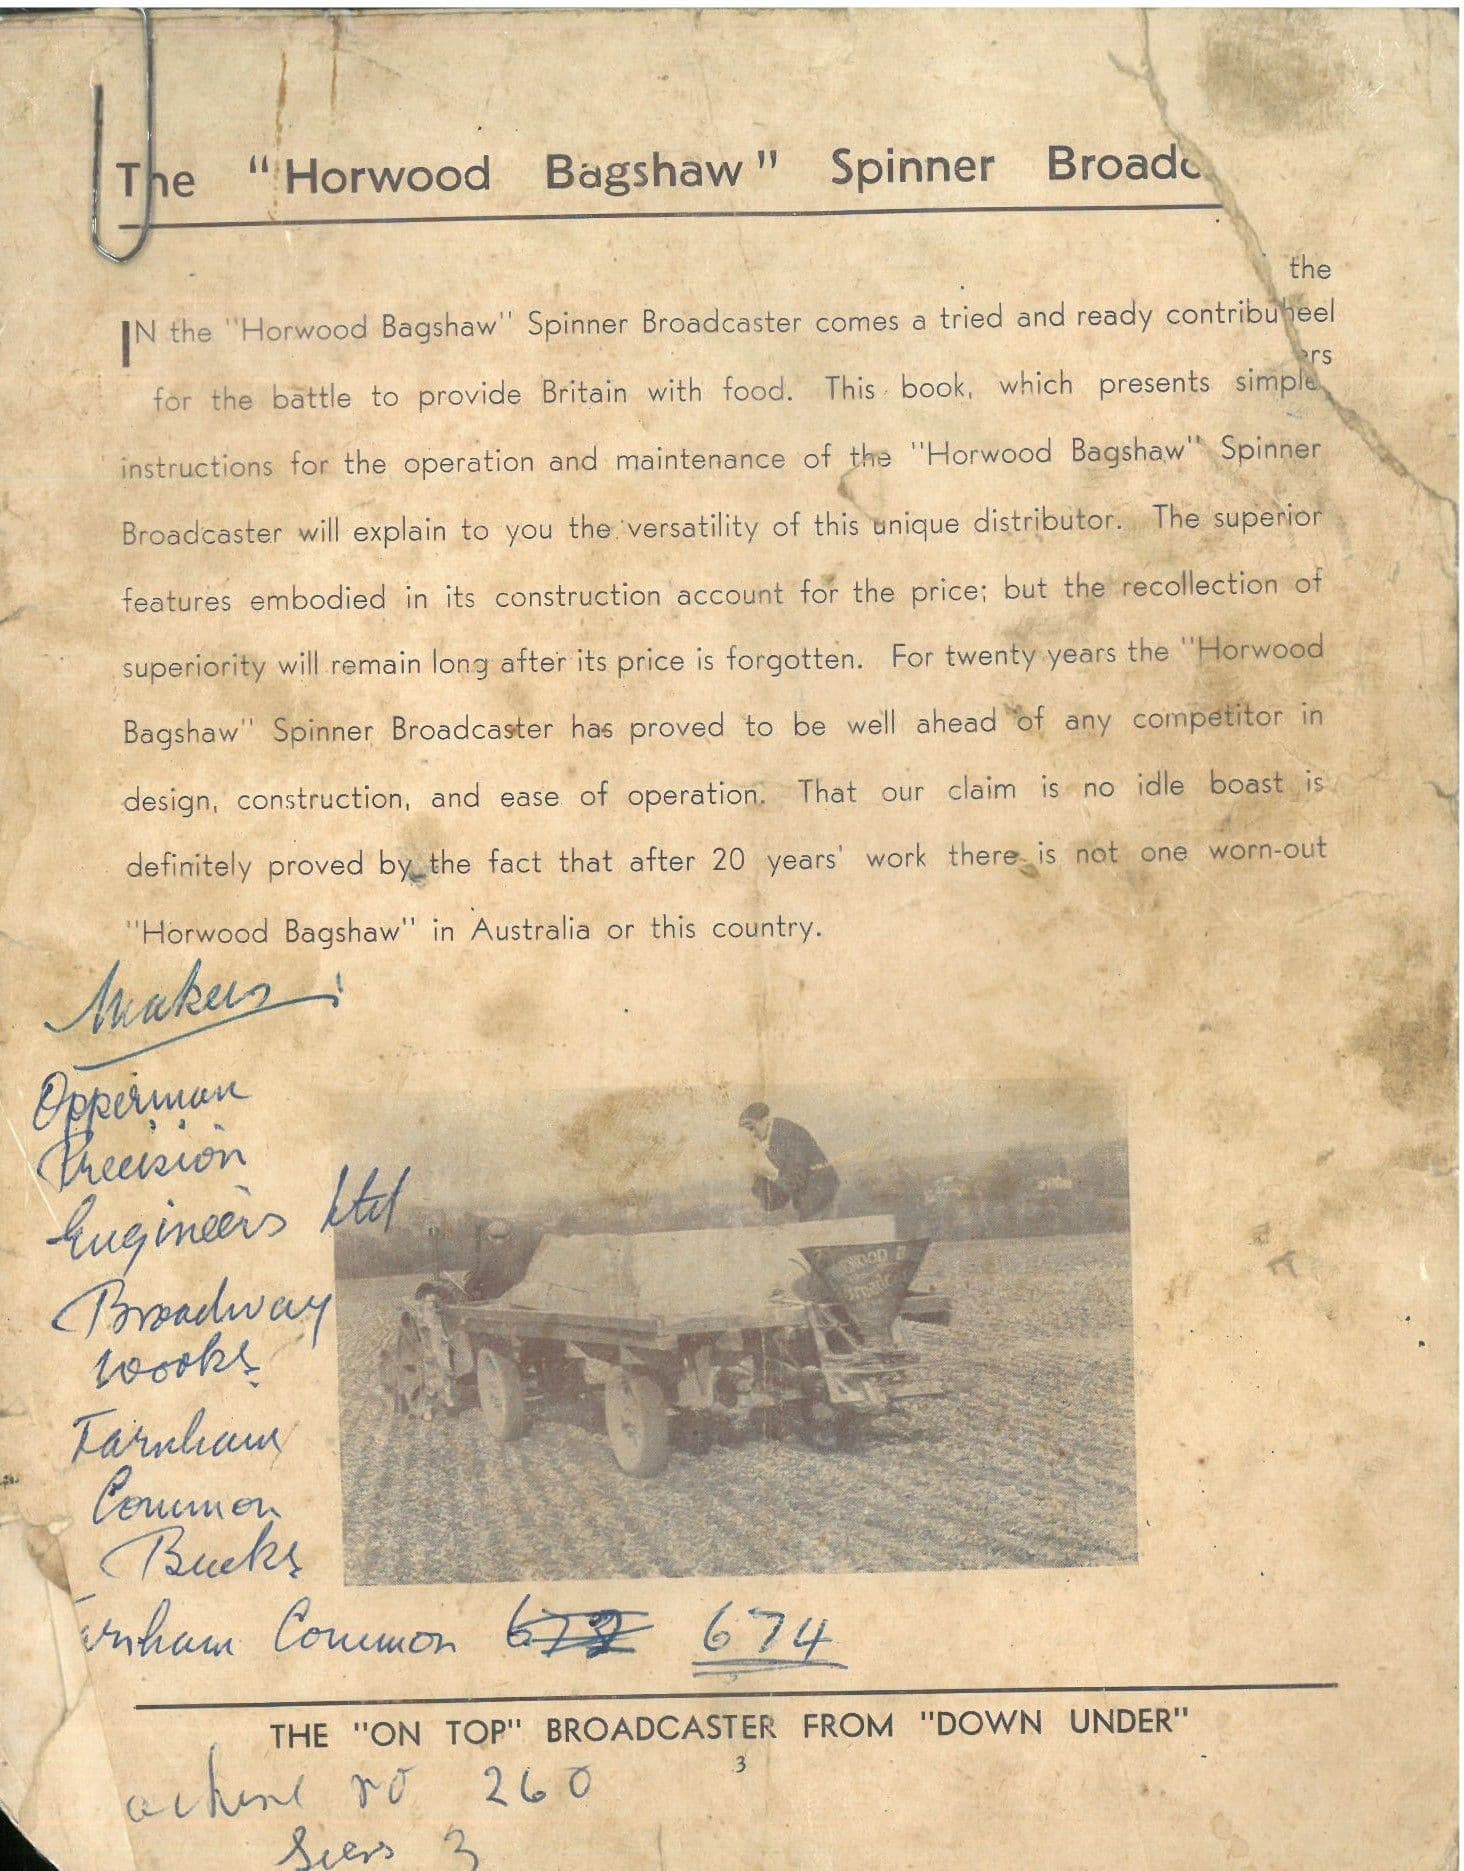 The "Horwood Bagshaw" Spinner Broadc
the
IN the "Horwood Bagshaw" Spinner Broadcaster comes a tried and ready contribu
heel
ers
for the battle to provide Britain with food. This book, which presents simple
instructions for the operation and maintenance of the "Horwood Bagshaw" Spinner
Broadcaster will explain to you the versatility of this unique distributor. The superior
features embodied in its construction account for the price; but the recollection of
superiority will remain long after its price is forgotten. For twenty years the "Horwood
Bagshaw" Spinner Broadcaster has proved to be well ahead of any competitor in
design, construction, and ease of operation. That our claim is no idle boast is
definitely proved by the fact that after 20 years' work there is not one worn-out
"Horwood Bagshaw" in Australia or this country.
Makers:
Opperman
Precision
Engineers Ltd
Broadway
Works
Farnham
Common
Bucks
arnham Common 674
THE "ON TOP" BROADCASTER FROM "DOWN UNDER"
3
achine no 260
3